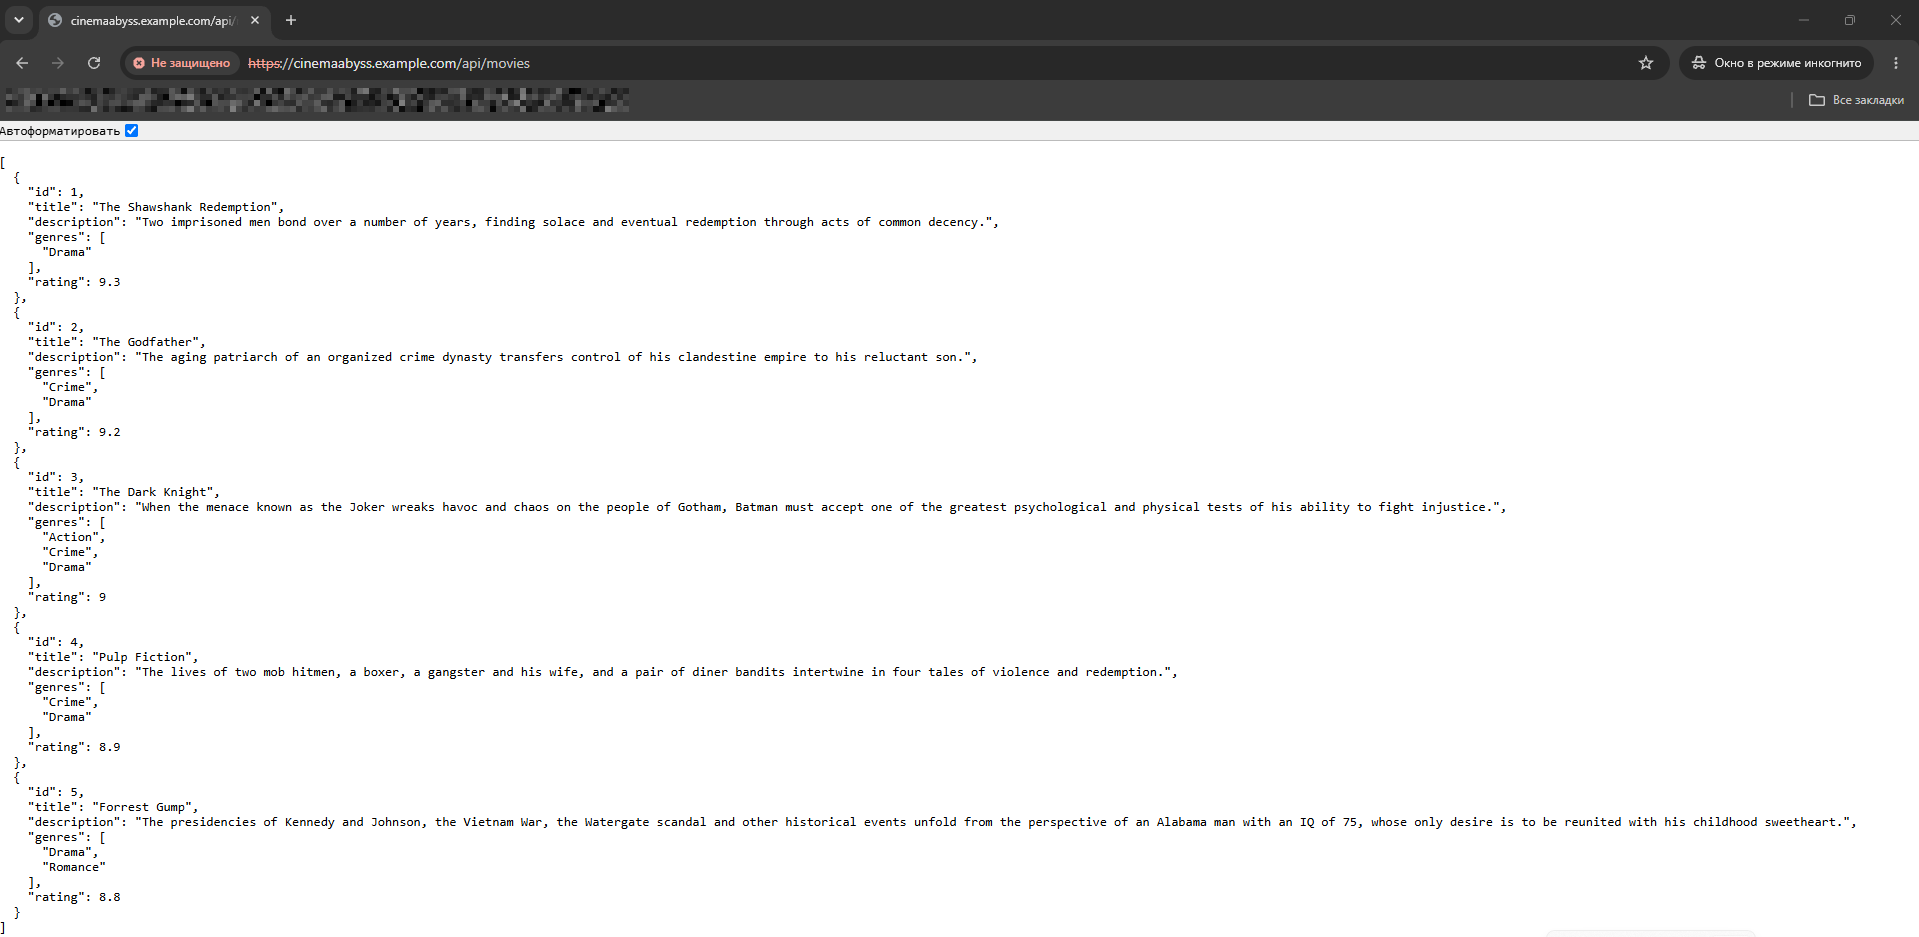 cinemaabyss.example.com/api/
Не защищено https://cinemaabyss.example.com/api/movies Окно в режиме инкогнито
Все закладки
Автоформатировать
[
  {
    "id": 1,
    "title": "The Shawshank Redemption",
    "description": "Two imprisoned men bond over a number of years, finding solace and eventual redemption through acts of common decency.",
    "genres": [
      "Drama"
    ],
    "rating": 9.3
  },
  {
    "id": 2,
    "title": "The Godfather",
    "description": "The aging patriarch of an organized crime dynasty transfers control of his clandestine empire to his reluctant son.",
    "genres": [
      "Crime",
      "Drama"
    ],
    "rating": 9.2
  },
  {
    "id": 3,
    "title": "The Dark Knight",
    "description": "When the menace known as the Joker wreaks havoc and chaos on the people of Gotham, Batman must accept one of the greatest psychological and physical tests of his ability to fight injustice.",
    "genres": [
      "Action",
      "Crime",
      "Drama"
    ],
    "rating": 9
  },
  {
    "id": 4,
    "title": "Pulp Fiction",
    "description": "The lives of two mob hitmen, a boxer, a gangster and his wife, and a pair of diner bandits intertwine in four tales of violence and redemption.",
    "genres": [
      "Crime",
      "Drama"
    ],
    "rating": 8.9
  },
  {
    "id": 5,
    "title": "Forrest Gump",
    "description": "The presidencies of Kennedy and Johnson, the Vietnam War, the Watergate scandal and other historical events unfold from the perspective of an Alabama man with an IQ of 75, whose only desire is to be reunited with his childhood sweetheart.",
    "genres": [
      "Drama",
      "Romance"
    ],
    "rating": 8.8
  }
]